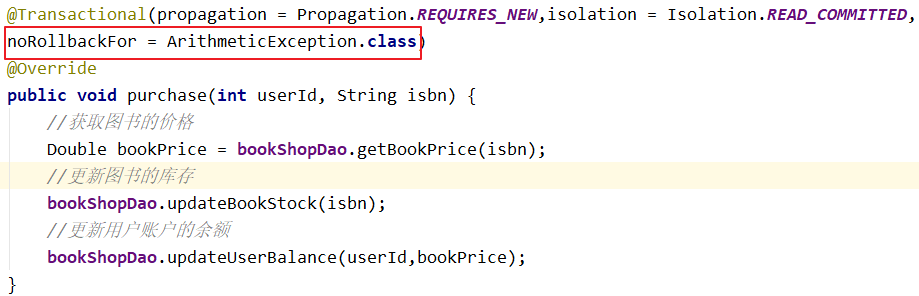 @Transactional(propagation = Propagation.REQUIRES_NEW,isolation = Isolation.READ_COMMITTED,
noRollbackFor = ArithmeticException.class)
@Override
public void purchase(int userId, String isbn) {
//获取图书的价格
Double bookPrice = bookShopDao.getBookPrice(isbn);
//更新图书的库存
bookShopDao.updateBookStock(isbn);
//更新用户账户的余额
bookShopDao.updateUserBalance(userId,bookPrice);
}